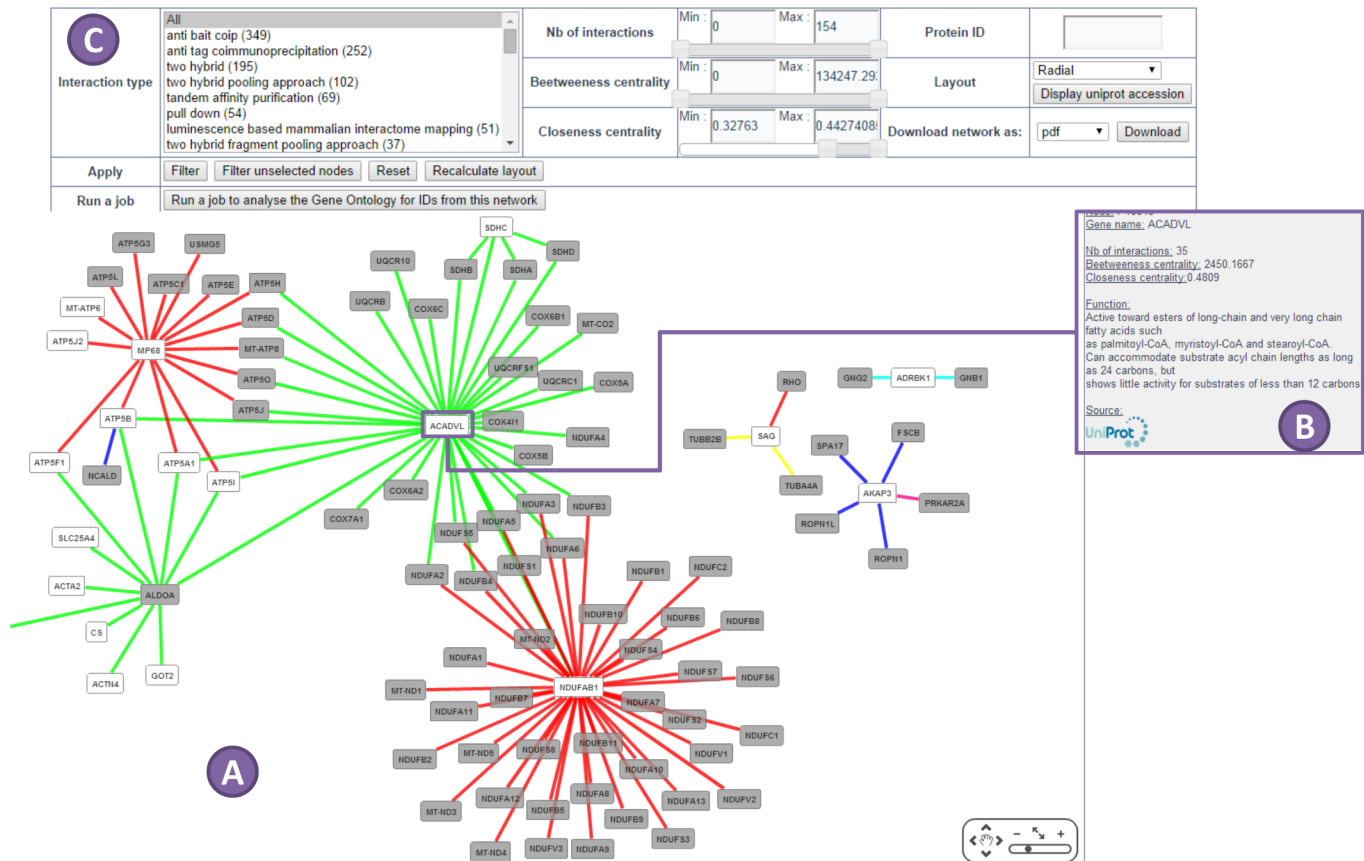 C
Interaction type
All
anti bait coip (349)
anti tag coimmunoprecipitation (252)
two hybrid (195)
two hybrid pooling approach (102)
tandem affinity purification (69)
pull down (54)
luminescence based mammalian interactome mapping (51)
two hybrid fragment pooling approach (37)
Nb of interactions
Min : 0 Max : 154
Protein ID
Beetweeness centrality
Min : 0 Max : 134247.29
Layout
Radial
Display uniprot accession
Closeness centrality
Min : 0.32763 Max : 0.4427408
Download network as:
pdf Download
Apply
Filter Filter unselected nodes Reset Recalculate layout
Run a job
Run a job to analyse the Gene Ontology for IDs from this network
Gene name: ACADVL
Nb of interactions: 35
Beetweeness centrality: 2450.1667
Closeness centrality:0.4809
Function:
Active toward esters of long-chain and very long chain
fatty acids such
as palmitoyl-CoA, myristoyl-CoA and stearoyl-CoA.
Can accommodate substrate acyl chain lengths as long
as 24 carbons, but
shows little activity for substrates of less than 12 carbons
Source:
UniProt
B
SDHC
ATP5G3
USMG5
UQCR10
SDHB
SDHA
SDHD
ATP5L
ATP5C1
ATP5E
ATP5H
MT-ATP6
UQCRB
COX6C
COX6B1
MT-CO2
ATP5D
ATP5J2
MP68
MT-ATP8
UQCRFS1
UQCRC1
COX5A
ATP5O
ATP5J
ATP5B
ACADVL
COX4I1
NDUFA4
COX5B
ATP5F1
NCALD
ATP5A1
ATP5I
COX6A2
COX7A1
NDUFA3
NDUFB3
NDUFS5
NDUFA5
NDUFA6
SLC25A4
NDUFS1
NDUFA2
NDUFB4
ACTA2
ALDOA
CS
ACTN4
GOT2
NDUFB1
NDUFC2
NDUFB10
NDUFB6
NDUFB8
MT-ND2
NDUFS4
NDUFA1
NDUFS7
NDUFS6
MT-ND1
NDUFB7
NDUFAB1
NDUFA11
NDUFA7
NDUFS2
NDUFC1
NDUFB2
MT-ND5
NDUFS8
NDUFB11
NDUFV1
NDUFA10
MT-ND3
NDUFA12
NDUFB5
NDUFA8
NDUFA13
NDUFV2
NDUFB9
NDUFS3
MT-ND4
NDUFV3
NDUFA9
RHO
GNG2
ADRBK1
GNB1
TUBB2B
SAG
TUBA4A
SPA17
FSCB
AKAP3
PRKAR2A
ROPN1L
ROPN1
A